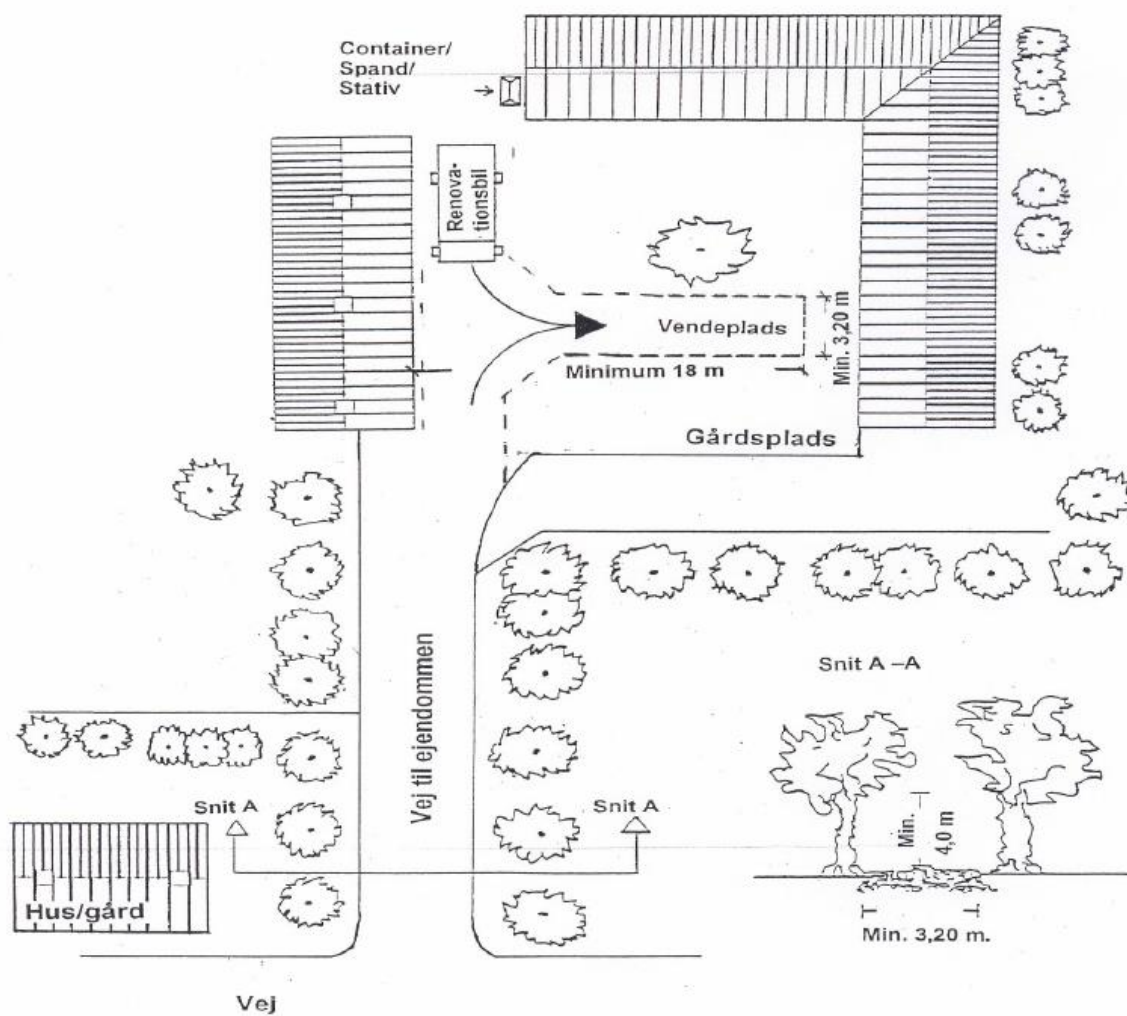 Container/
Spand/
Stativ
Renova-
tionsbil
Vendeplads
Min. 3,20 m
Minimum 18 m
Gårdsplads
Vej til ejendommen
Snit A –A
Snit A
Snit A
Min.
4,0 m
Hus/gård
Min. 3,20 m.
Vej